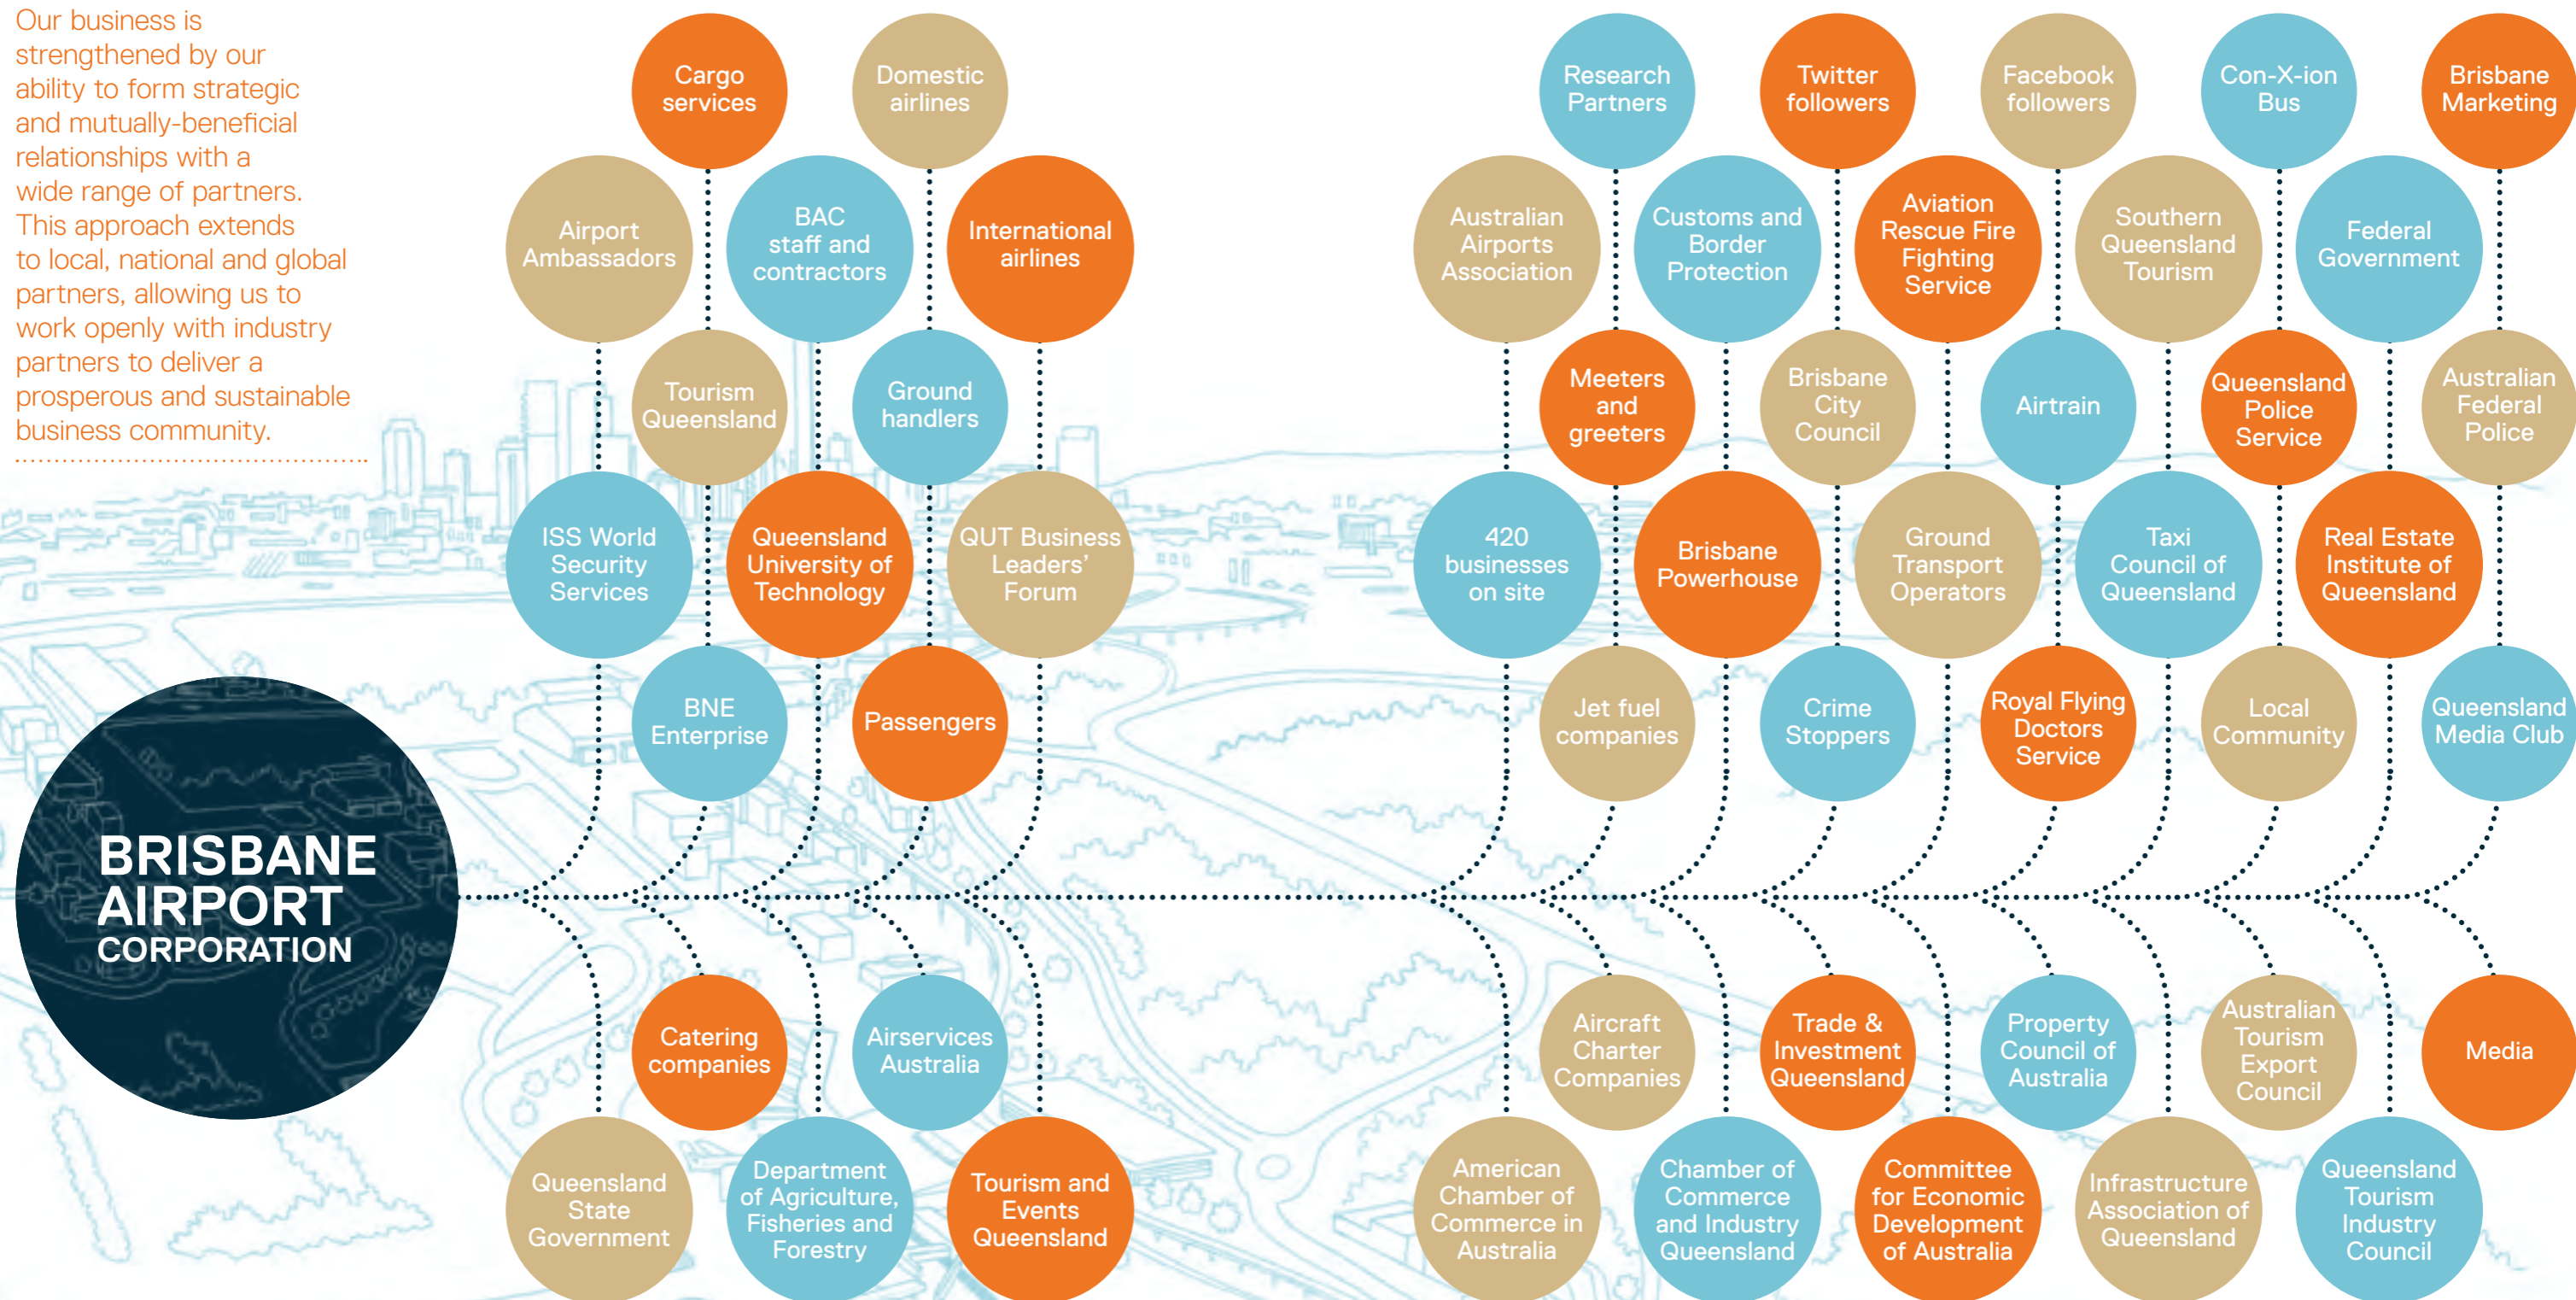 Our business is
strengthened by our
ability to form strategic
and mutually-beneficial
relationships with a
wide range of partners.
This approach extends
to local, national and global
partners, allowing us to
work openly with industry
partners to deliver a
prosperous and sustainable
business community.
BRISBANE
AIRPORT
CORPORATION
Cargo
services
Domestic
airlines
Airport
Ambassadors
BAC
staff and
contractors
International
airlines
Tourism
Queensland
Ground
handlers
ISS World
Security
Services
Queensland
University of
Technology
QUT Business
Leaders’
Forum
BNE
Enterprise
Passengers
Catering
companies
Airservices
Australia
Queensland
State
Government
Department
of Agriculture,
Fisheries and
Forestry
Tourism and
Events
Queensland
Research
Partners
Twitter
followers
Facebook
followers
Con-X-ion
Bus
Brisbane
Marketing
Australian
Airports
Association
Customs and
Border
Protection
Aviation
Rescue Fire
Fighting
Service
Southern
Queensland
Tourism
Federal
Government
Meeters
and
greeters
Brisbane
City
Council
Airtrain
Queensland
Police
Service
Australian
Federal
Police
420
businesses
on site
Brisbane
Powerhouse
Ground
Transport
Operators
Taxi
Council of
Queensland
Real Estate
Institute of
Queensland
Jet fuel
companies
Crime
Stoppers
Royal Flying
Doctors
Service
Local
Community
Queensland
Media Club
Aircraft
Charter
Companies
Trade &
Investment
Queensland
Property
Council of
Australia
Australian
Tourism
Export
Council
Media
American
Chamber of
Commerce in
Australia
Chamber of
Commerce
and Industry
Queensland
Committee
for Economic
Development
of Australia
Infrastructure
Association of
Queensland
Queensland
Tourism
Industry
Council